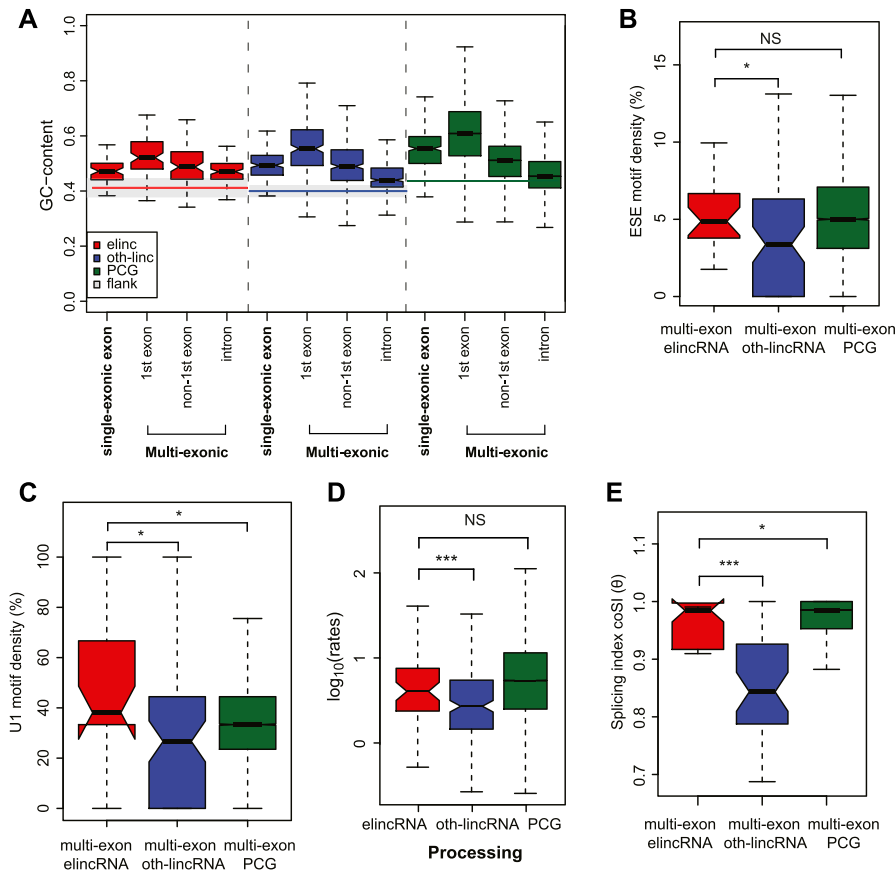 A
GC−content
0.0
0.2
0.4
0.6
0.8
1.0
elinc
oth-linc
PCG
flank
single-exonic exon
1st exon
non-1st exon
intron
single-exonic exon
1st exon
non-1st exon
intron
single-exonic exon
1st exon
non-1st exon
intron
Multi-exonic
Multi-exonic
Multi-exonic
B
ESE motif density (%)
0
5
10
15
NS
*
multi-exon
elincRNA
multi-exon
oth-lincRNA
multi-exon
PCG
C
U1 motif density (%)
0
20
40
60
80
100
*
*
multi-exon
elincRNA
multi-exon
oth-lincRNA
multi-exon
PCG
D
log10(rates)
0
1
2
NS
***
elincRNA
oth-lincRNA
PCG
Processing
E
Splicing index coSI (θ)
0.7
0.8
0.9
1.0
1.1
*
***
multi-exon
elincRNA
multi-exon
oth-lincRNA
multi-exon
PCG